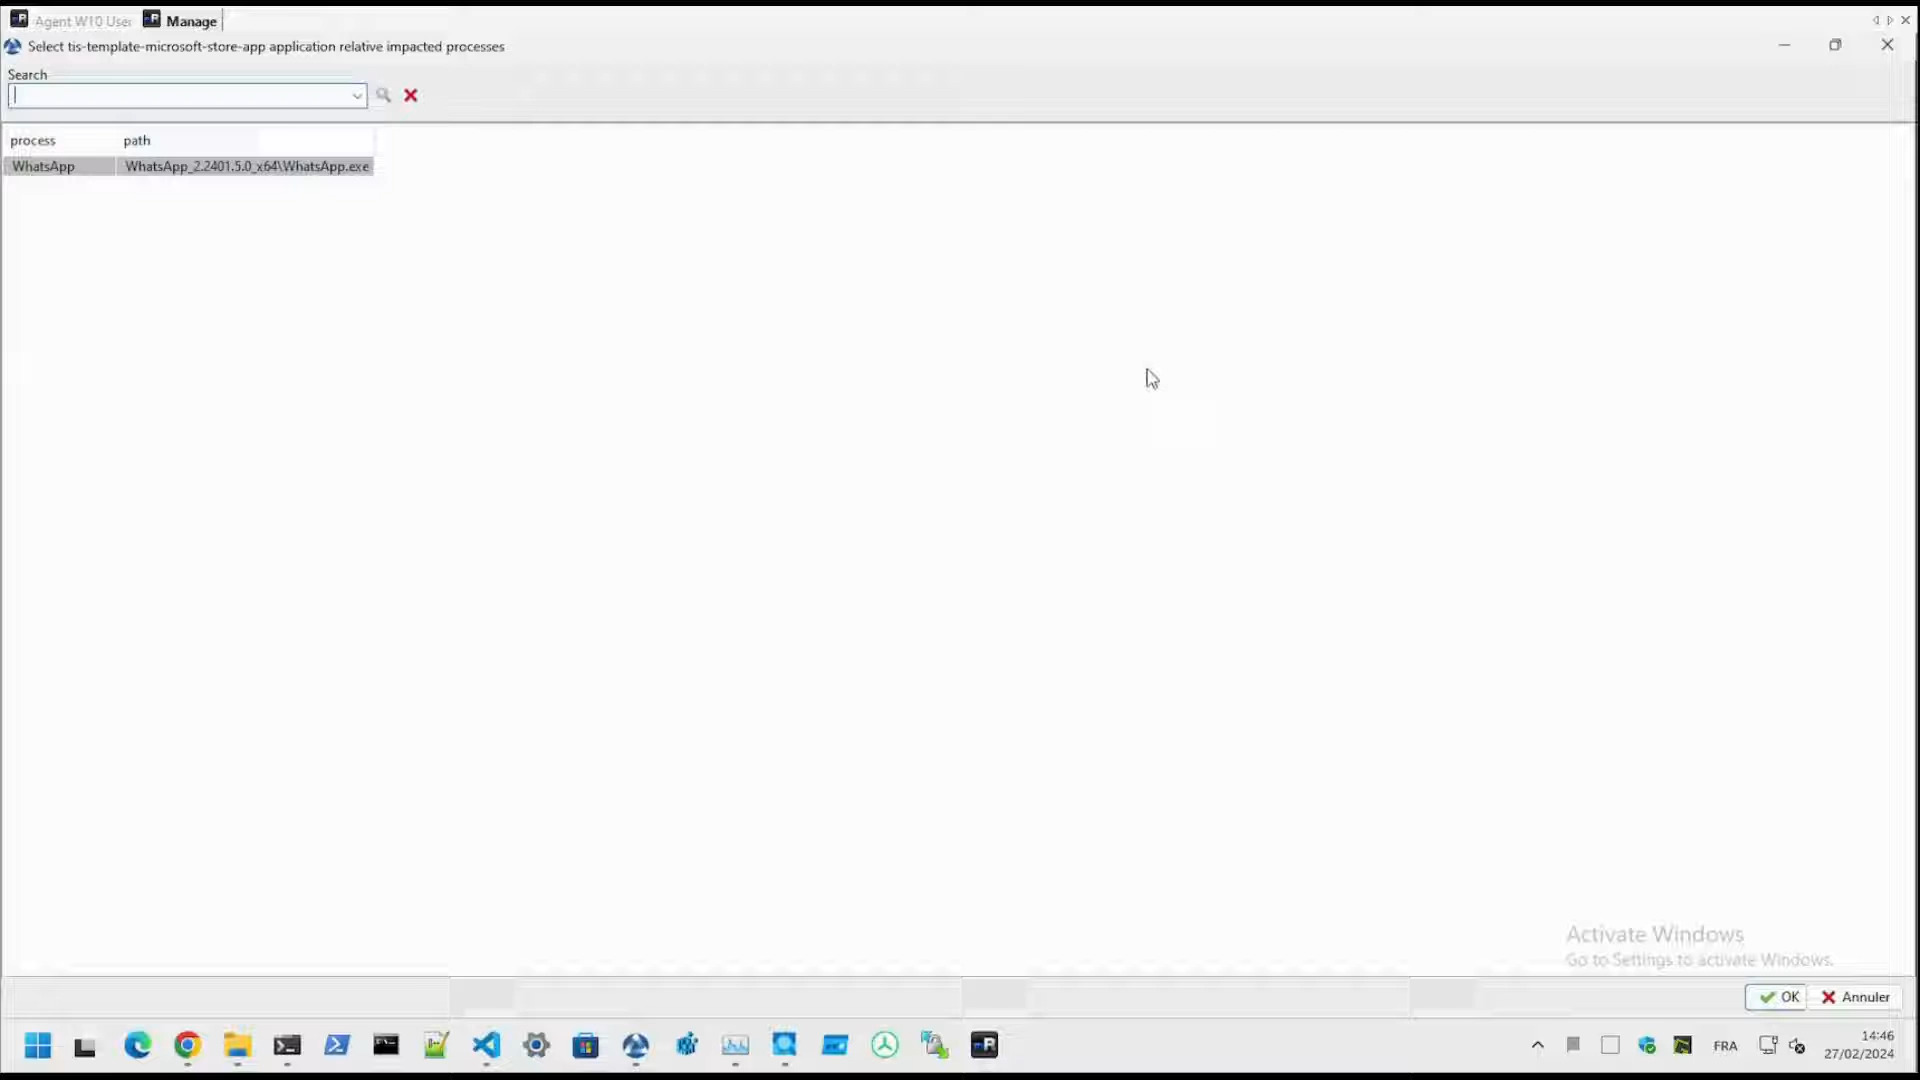 Agent W10 User Manage
Select tis-template-microsoft-store-app application relative impacted processes
Search
process path
WhatsApp WhatsApp_2.2401.5.0_x64\WhatsApp.exe
Activate Windows
Go to Settings to activate Windows.
OK Annuler
FRA
14:46
27/02/2024